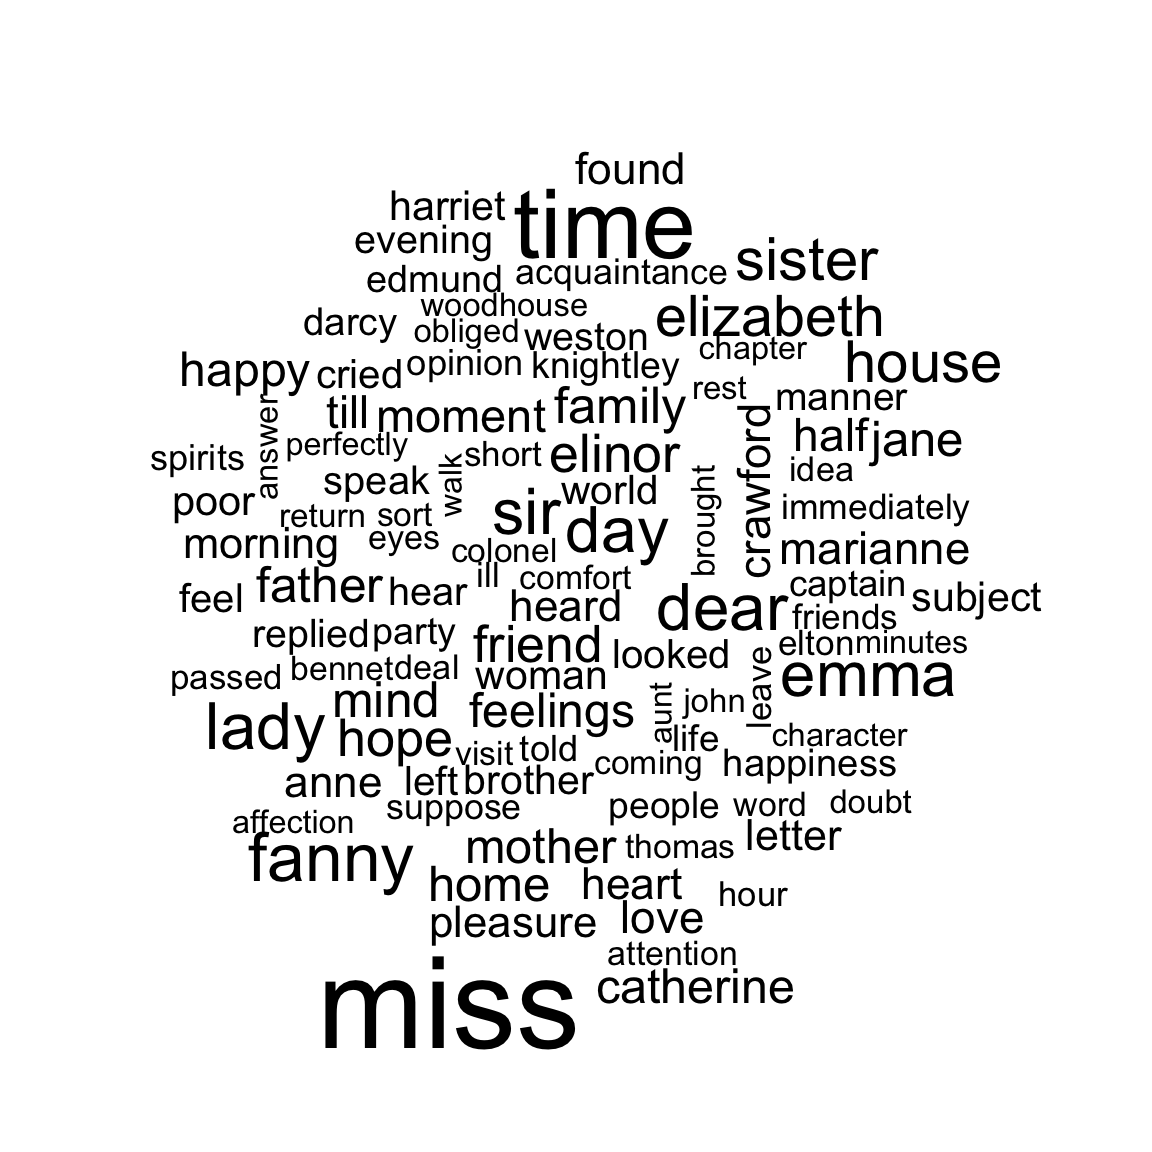 found
harriet time
evening sister
edmund acquaintance
woodhouse
darcy obliged weston elizabeth
chapter
happy cried opinion knightley house
rest manner
till moment family
answer perfectly crawford half jane
spirits short elinor idea
speak walk world brought
poor return sort sir day immediately
morning eyes colonel marianne
ill comfort captain
feel father hear heard dear friends subject
replied party friend looked elton minutes
passed bennet deal woman leave emma
mind feelings aunt john
lady hope visit told life character
anne left brother coming happiness
suppose people word doubt
affection
fanny mother thomas letter
home heart hour
pleasure love
attention
miss catherine